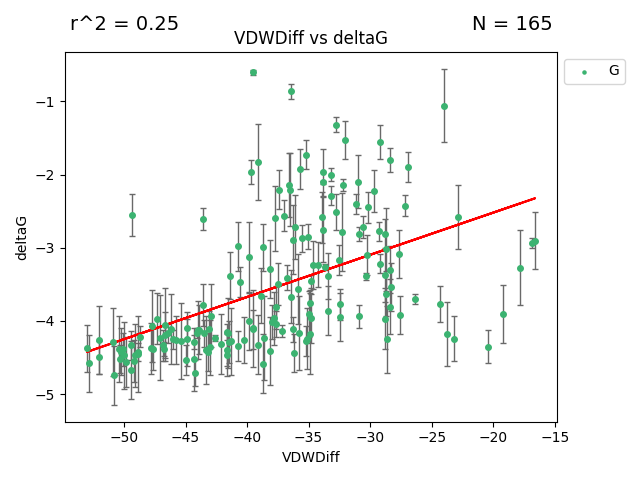 r^2 = 0.25
N = 165
VDWDiff vs deltaG
G
−1
−2
−3
−4
−5
deltaG
−50
−45
−40
−35
−30
−25
−20
−15
VDWDiff